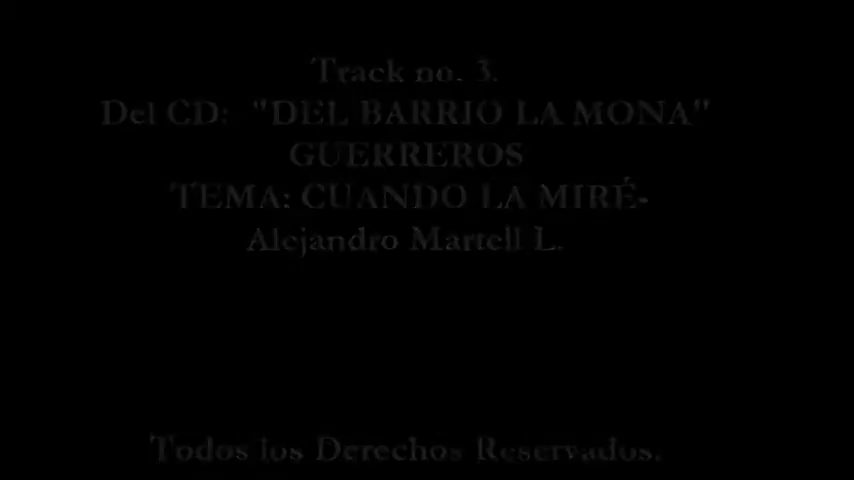 Track no. 3.
Del CD: "DEL BARRIO LA MONA"
GUERREROS
TEMA: CUANDO LA MIRÉ-
Alejandro Martell L.
Todos los Derechos Reservados.